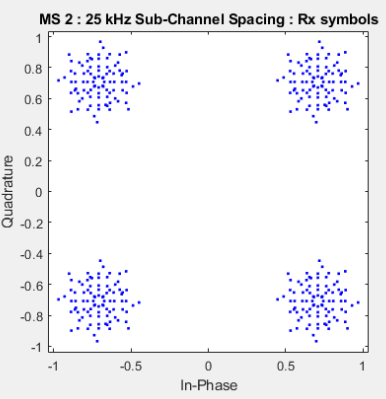 MS 2 : 25 kHz Sub-Channel Spacing : Rx symbols
1
0.8
0.6
0.4
0.2
0
-0.2
-0.4
-0.6
-0.8
-1
Quadrature
-1 -0.5 0 0.5 1
In-Phase